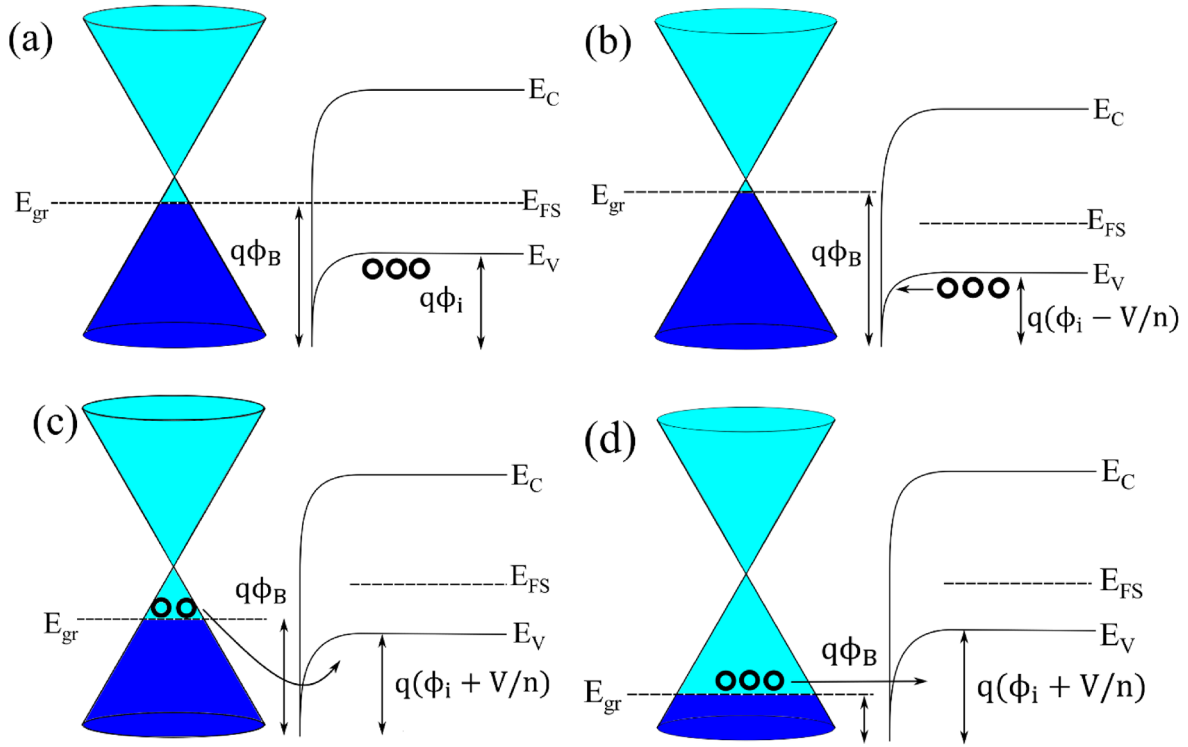 (a)
E_C
E_gr
E_FS
qϕ_B
E_V
qϕ_i
(b)
E_C
E_gr
E_FS
qϕ_B
E_V
q(ϕ_i − V/n)
(c)
E_C
qϕ_B
E_FS
E_gr
E_V
q(ϕ_i + V/n)
(d)
E_C
E_FS
qϕ_B
E_V
E_gr
q(ϕ_i + V/n)